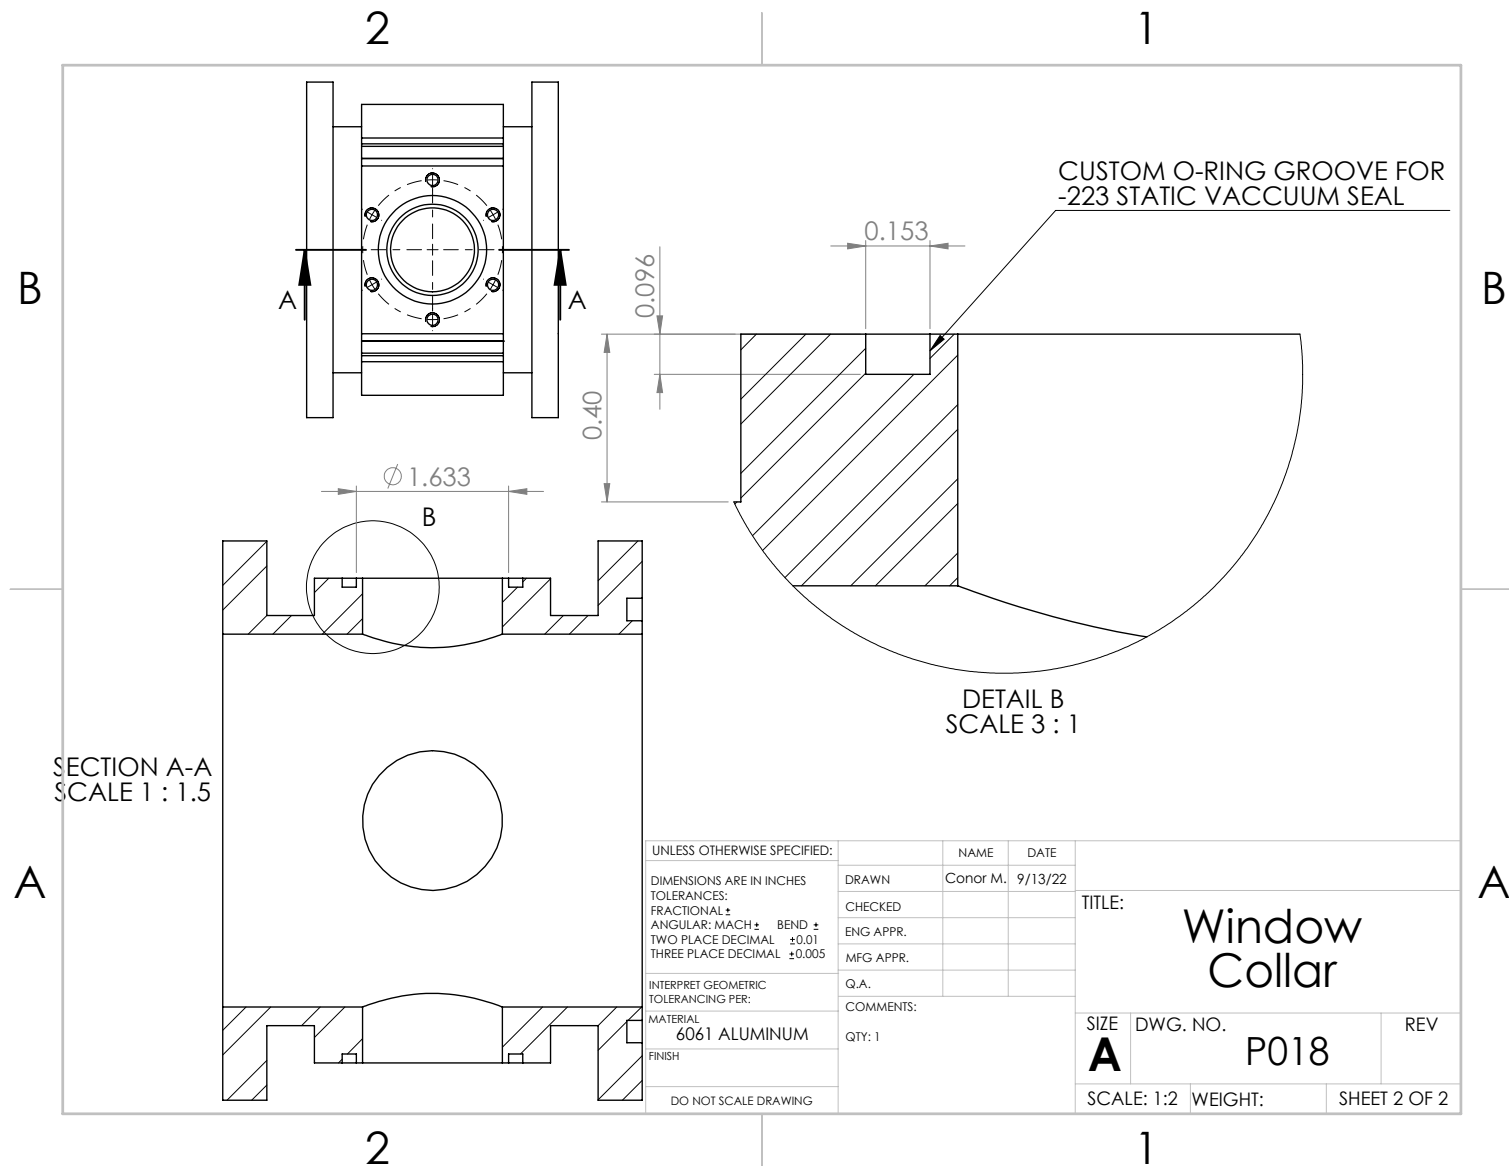 2
1
B
B
A
A
CUSTOM O-RING GROOVE FOR
-223 STATIC VACCUUM SEAL
0.153
0.096
0.40
∅ 1.633
B
DETAIL B
SCALE 3 : 1
SECTION A-A
SCALE 1 : 1.5
A
A
UNLESS OTHERWISE SPECIFIED:
DIMENSIONS ARE IN INCHES
TOLERANCES:
FRACTIONAL ±
ANGULAR: MACH ± BEND ±
TWO PLACE DECIMAL ±0.01
THREE PLACE DECIMAL ±0.005
INTERPRET GEOMETRIC
TOLERANCING PER:
MATERIAL
6061 ALUMINUM
FINISH
DO NOT SCALE DRAWING
NAME DATE
DRAWN Conor M. 9/13/22
CHECKED
ENG APPR.
MFG APPR.
Q.A.
COMMENTS:
QTY: 1
TITLE:
Window
Collar
SIZE DWG. NO. REV
A P018
SCALE: 1:2 WEIGHT: SHEET 2 OF 2
2
1